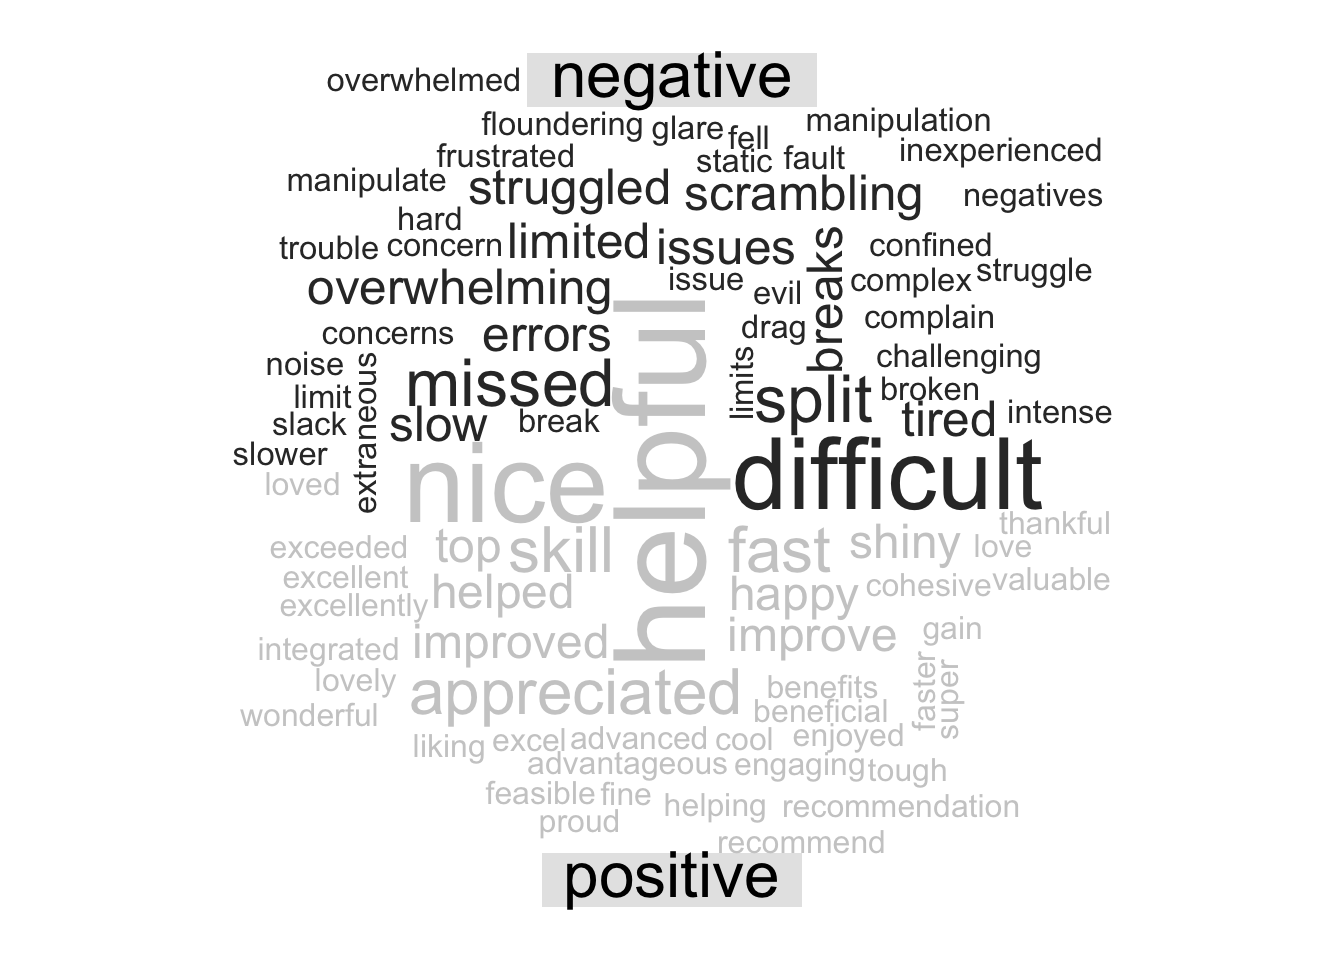 negative
overwhelmed
floundering glare fell manipulation
frustrated static fault inexperienced
manipulate struggled scrambling negatives
hard
trouble concern limited issues breaks confined
overwhelming issue evil complex struggle
concerns errors drag complain
noise extraneous missed limits challenging
limit split broken
slack slow break tired intense
slower difficult
loved nice helpful
thankful
exceeded top skill fast shiny love
excellent helped happy cohesive valuable
excellently
integrated improved improve gain
lovely appreciated benefits faster super
wonderful beneficial
liking excel advanced cool enjoyed
advantageous engaging tough
feasible fine helping recommendation
proud
recommend
positive